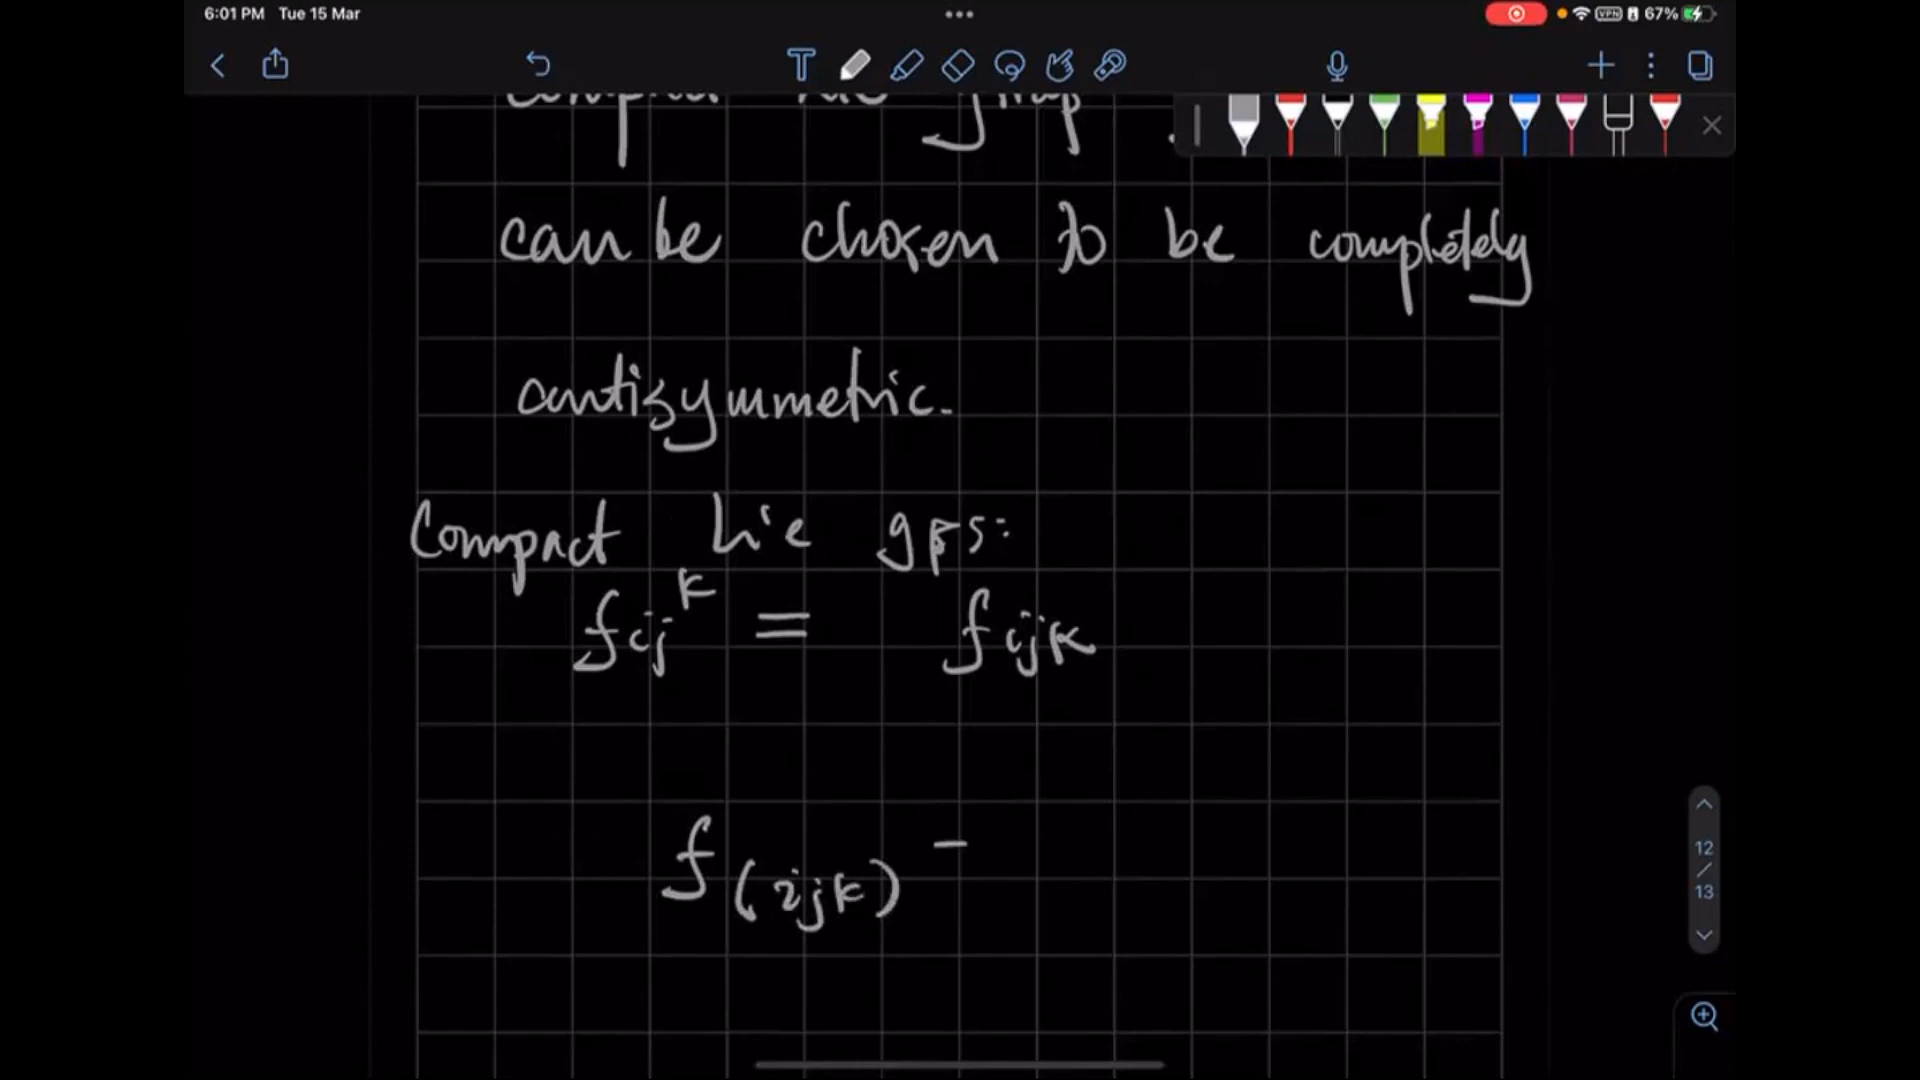 6:01 PM Tue 15 Mar
VPN 67%
can be chosen to be completely
antisymmetric.
Compact Lie gps:
f_{ij}^{k} = f_{ijk}
f_{(ijk)} -
12
/
13